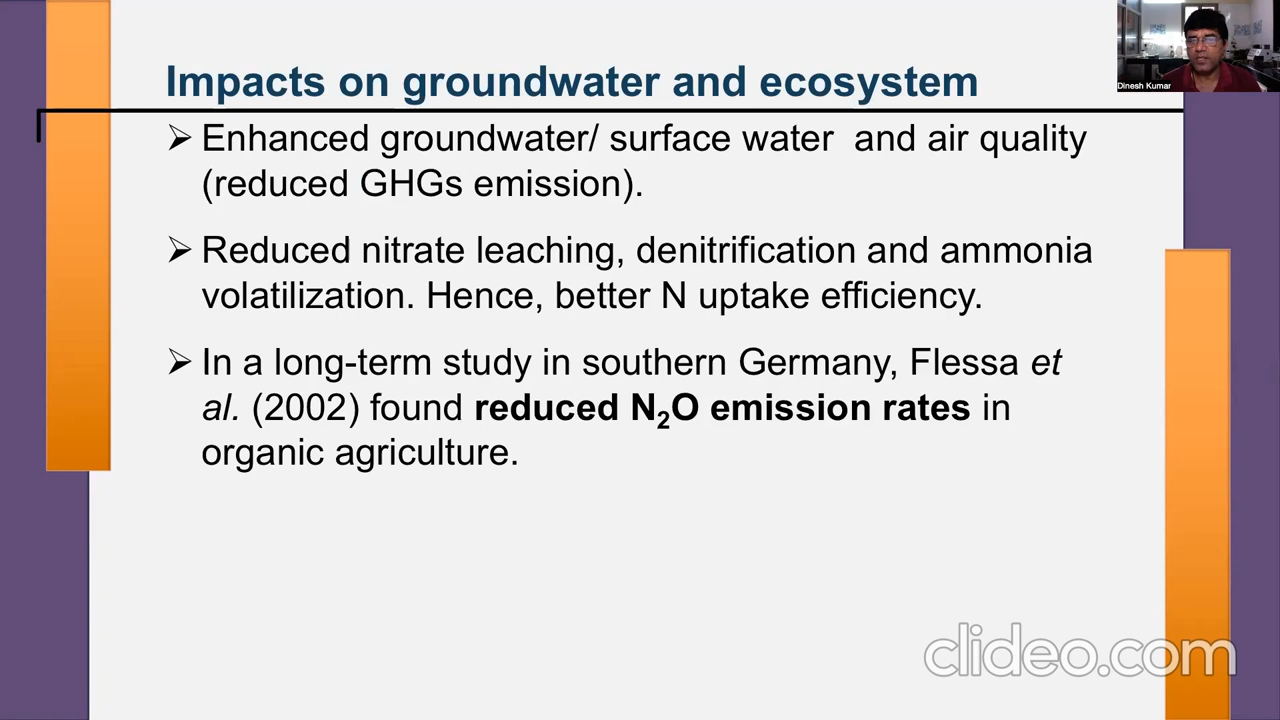 Impacts on groundwater and ecosystem
➢ Enhanced groundwater/ surface water and air quality
(reduced GHGs emission).
➢ Reduced nitrate leaching, denitrification and ammonia
volatilization. Hence, better N uptake efficiency.
➢ In a long-term study in southern Germany, Flessa et
al. (2002) found reduced N₂O emission rates in
organic agriculture.
Dinesh Kumar
clideo.com